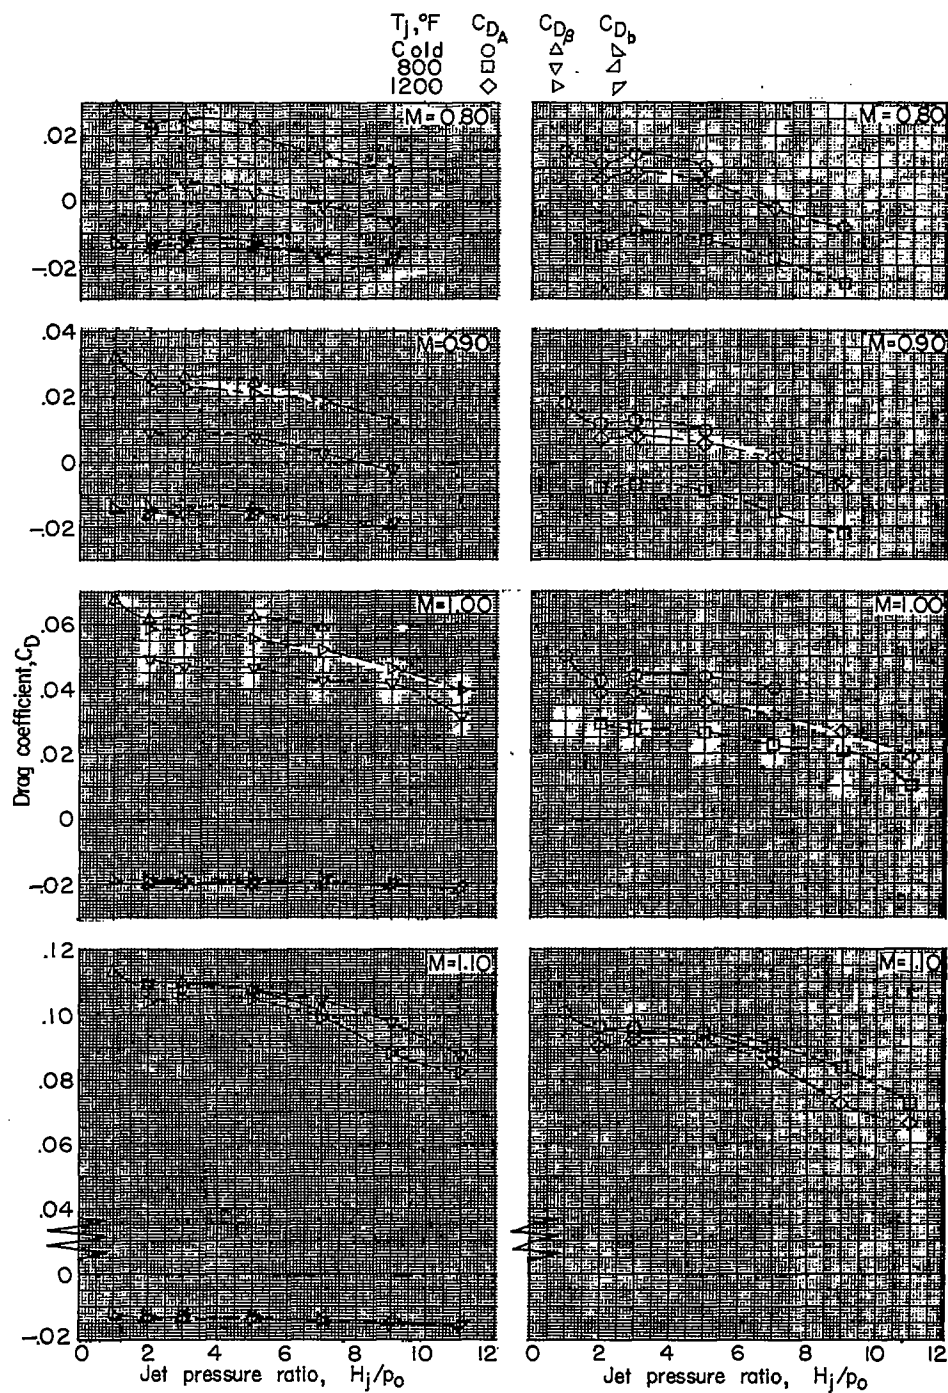 Tj,°F CDA CDβ CDb
Cold
800
1200
M=0.80 M=0.80
.02
0
-.02
.04 M=0.90 M=0.90
.02
0
-.02
M=1.00 M=1.00
.06
.04
.02
0
-.02
Drag coefficient, CD
.12 M=1.10 M=1.10
.10
.08
.06
.04
0
-.02
0 2 4 6 8 10 12 0 2 4 6 8 10 12
Jet pressure ratio, Hj/po Jet pressure ratio, Hj/po